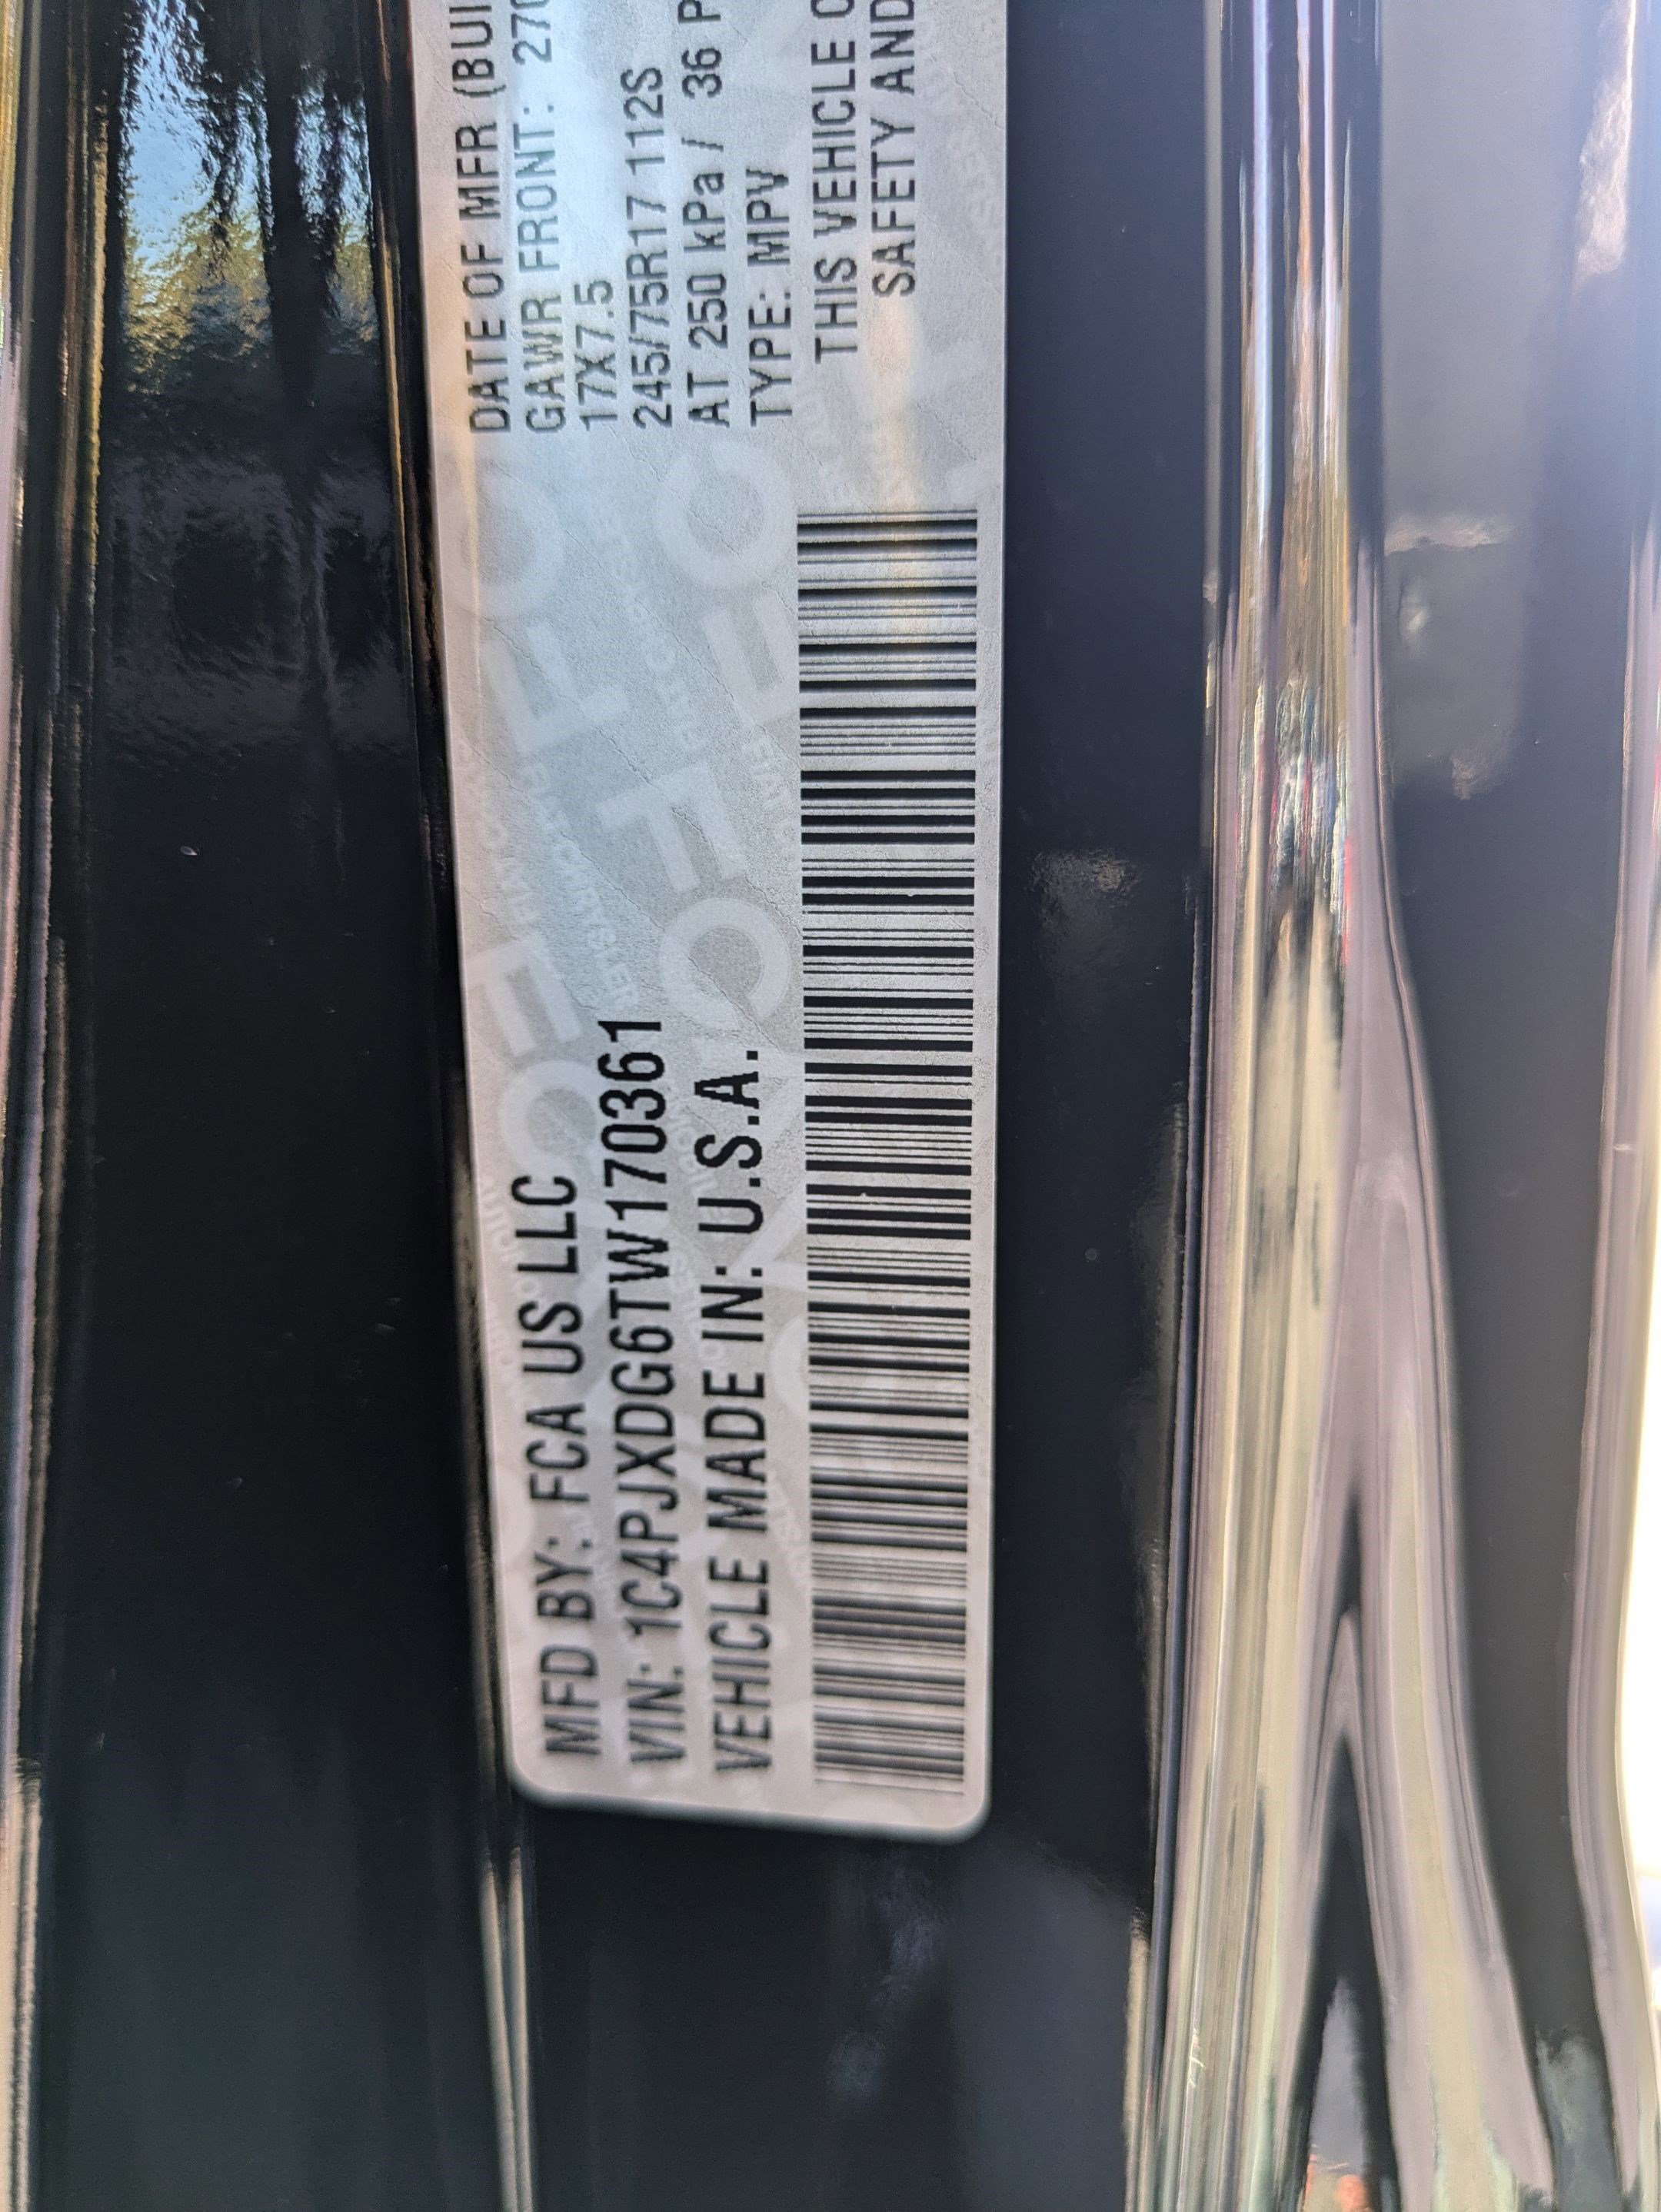 MFD BY: FCA US LLC
VIN: 1C4PJXDG6TW170361
VEHICLE MADE IN: U.S.A.
DATE OF MFR (BUI
GAWR FRONT: 270
17X7.5
245/75R17 112S
AT 250 kPa / 36 P
TYPE: MPV
THIS VEHICLE C
SAFETY AND